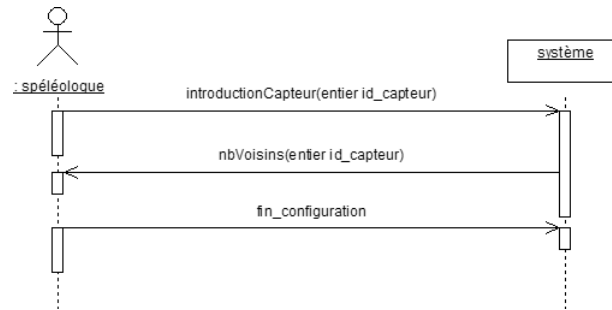 système
: spéléologue
introductionCapteur(entier id_capteur)
nbVoisins(entier id_capteur)
fin_configuration